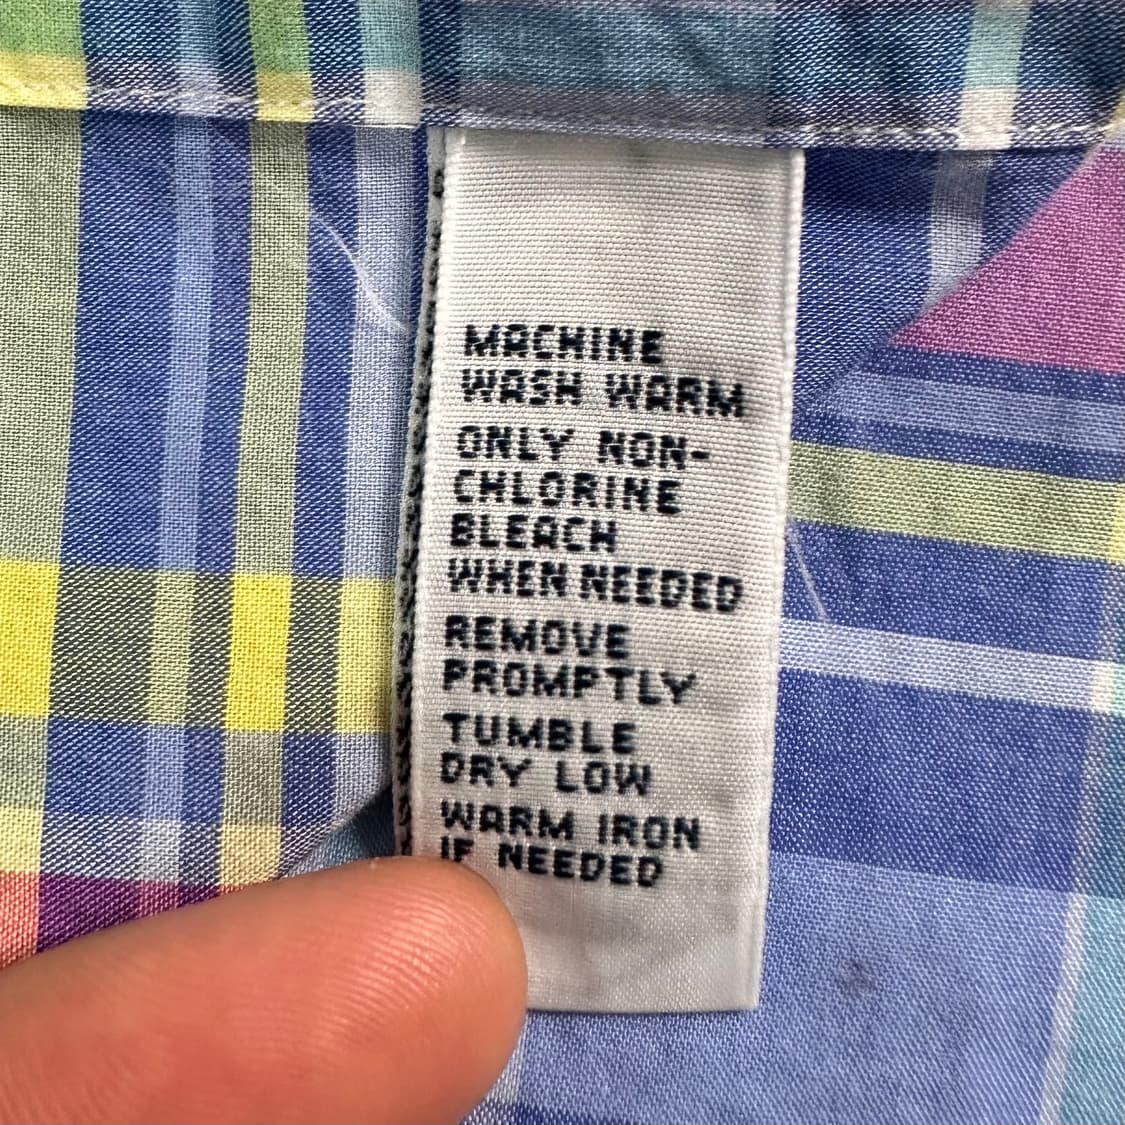 MACHINE
WASH WARM
ONLY NON-
CHLORINE
BLEACH
WHEN NEEDED
REMOVE
PROMPTLY
TUMBLE
DRY LOW
WARM IRON
IF NEEDED